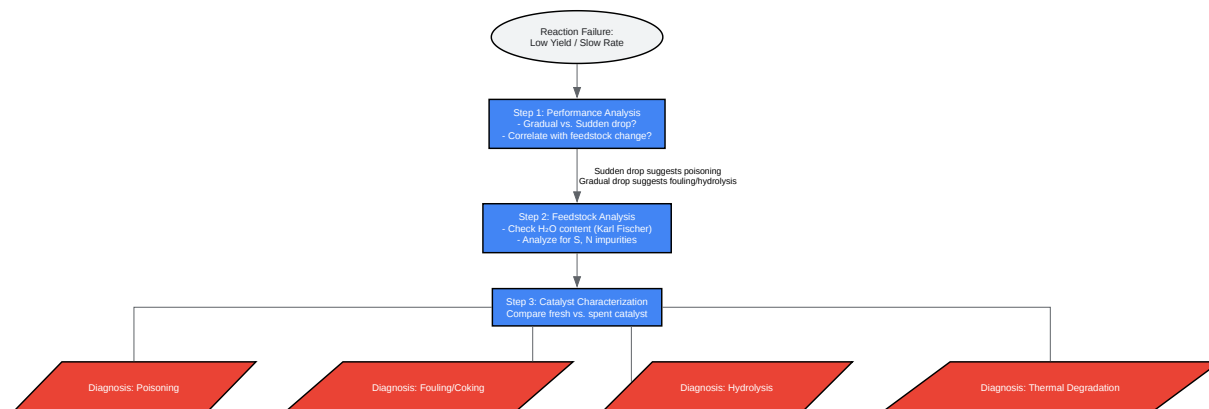 Reaction Failure:
Low Yield / Slow Rate
Step 1: Performance Analysis
- Gradual vs. Sudden drop?
- Correlate with feedstock change?
Sudden drop suggests poisoning
Gradual drop suggests fouling/hydrolysis
Step 2: Feedstock Analysis
- Check H₂O content (Karl Fischer)
- Analyze for S, N impurities
Step 3: Catalyst Characterization
Compare fresh vs. spent catalyst
Diagnosis: Poisoning
Diagnosis: Fouling/Coking
Diagnosis: Hydrolysis
Diagnosis: Thermal Degradation